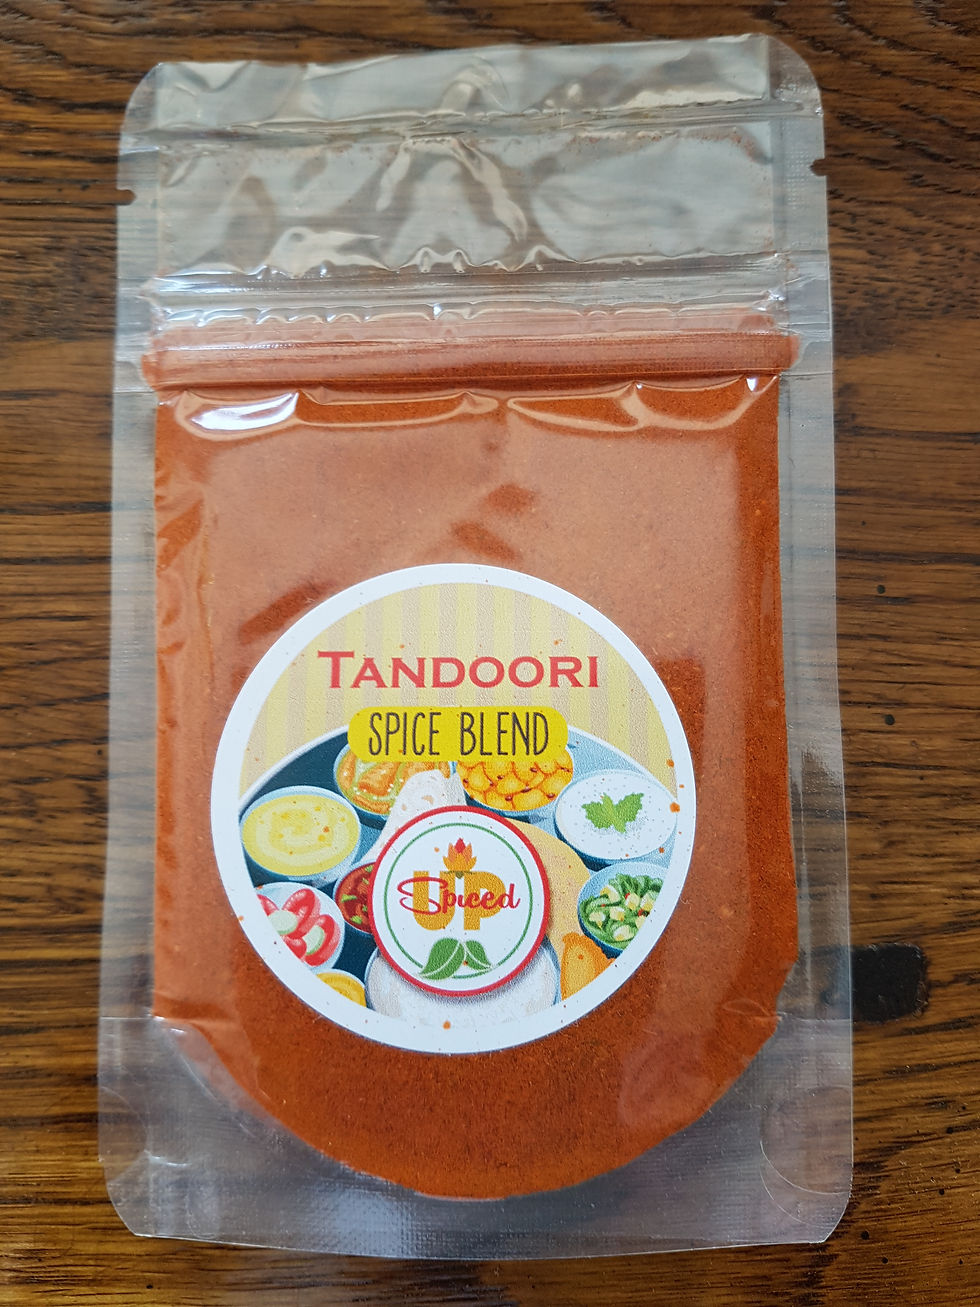 TANDOORI
SPICE BLEND
Spiced
UP